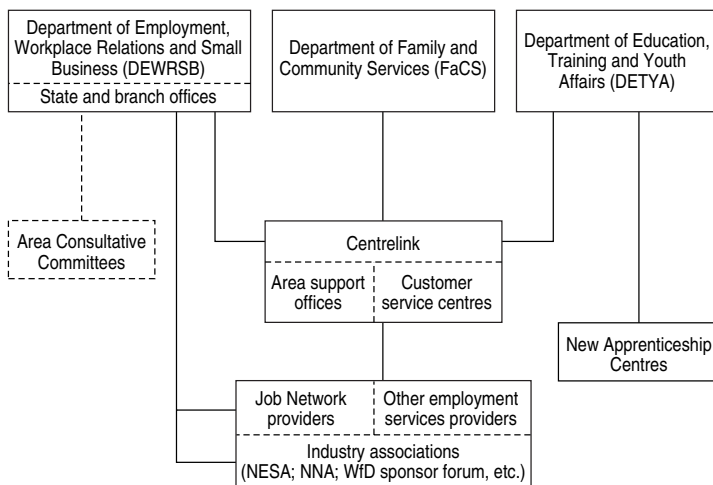 Department of Employment,
Workplace Relations and Small
Business (DEWRSB)
State and branch offices
Department of Family and
Community Services (FaCS)
Department of Education,
Training and Youth
Affairs (DETYA)
Area Consultative
Committees
Centrelink
Area support
offices
Customer
service centres
New Apprenticeship
Centres
Job Network
providers
Other employment
services providers
Industry associations
(NESA; NNA; WfD sponsor forum, etc.)